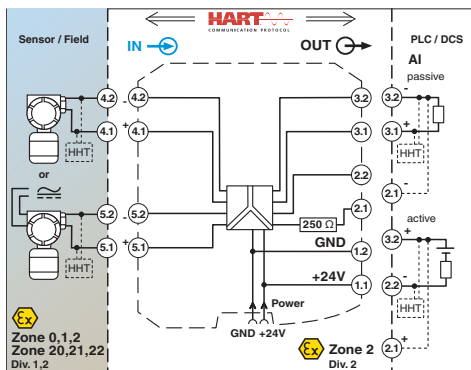 Sensor / Field
HART
COMMUNICATION PROTOCOL
PLC / DCS
IN
OUT
AI
passive
4.2
-
4.2
3.2
3.2
-
4.1
+
4.1
3.1
3.1
+
HHT
HHT
or
2.2
2.1
-
5.2
-
5.2
2.1
active
250 Ω
5.1
+
5.1
GND
1.2
3.2
+
HHT
+24V
1.1
2.2
-
HHT
Power
Ex
Zone 0,1,2
Zone 20,21,22
Div. 1,2
GND +24V
Ex
Zone 2
Div. 2
2.1
+